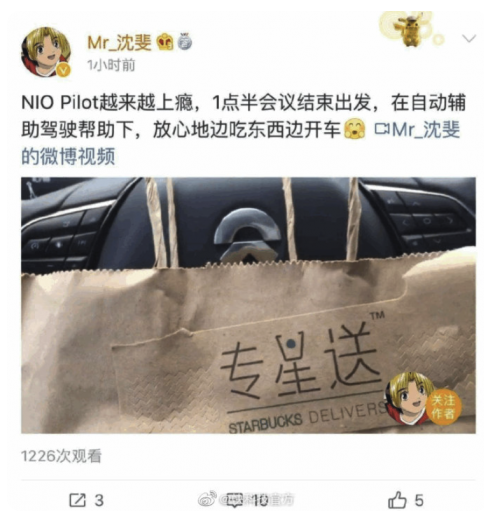 Mr_沈斐
1小时前
NIO Pilot越来越上瘾，1点半会议结束出发，在自动辅
助驾驶帮助下，放心地边吃东西边开车 Mr_沈斐
的微博视频
专星送™
STARBUCKS DELIVERS
关注
作者
1226次观看
3
10
5